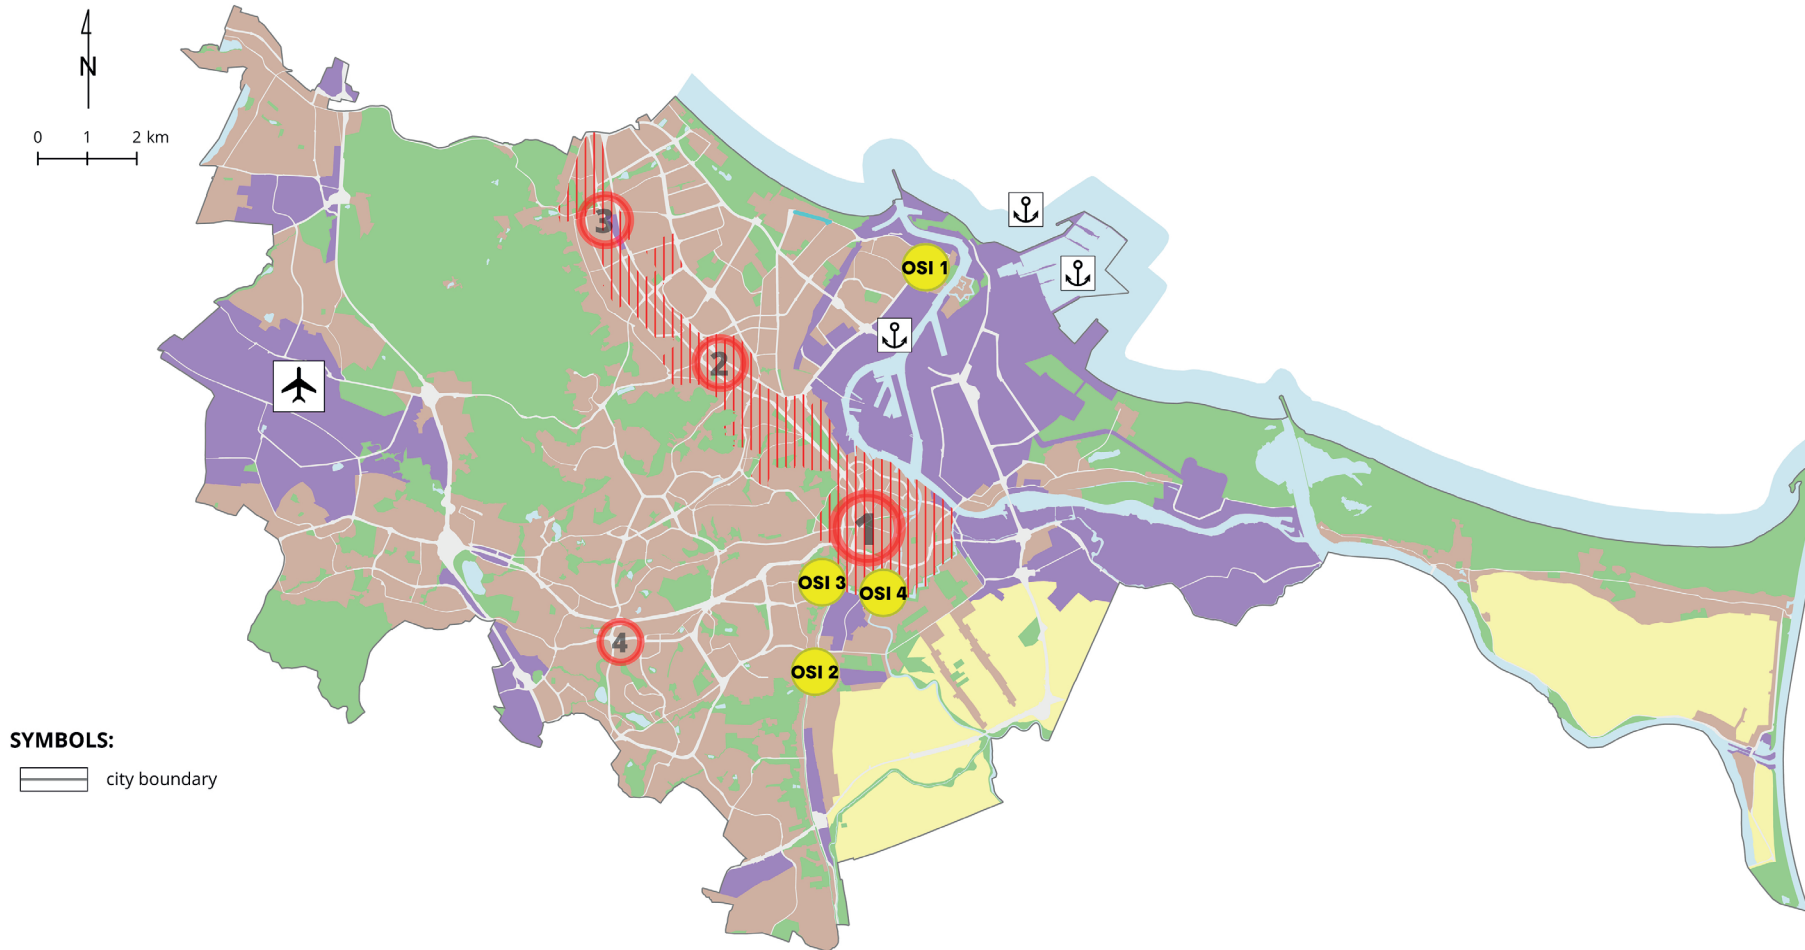 N
0 1 2 km
3
OSI 1
2
1
OSI 3
OSI 4
4
OSI 2
SYMBOLS:
city boundary